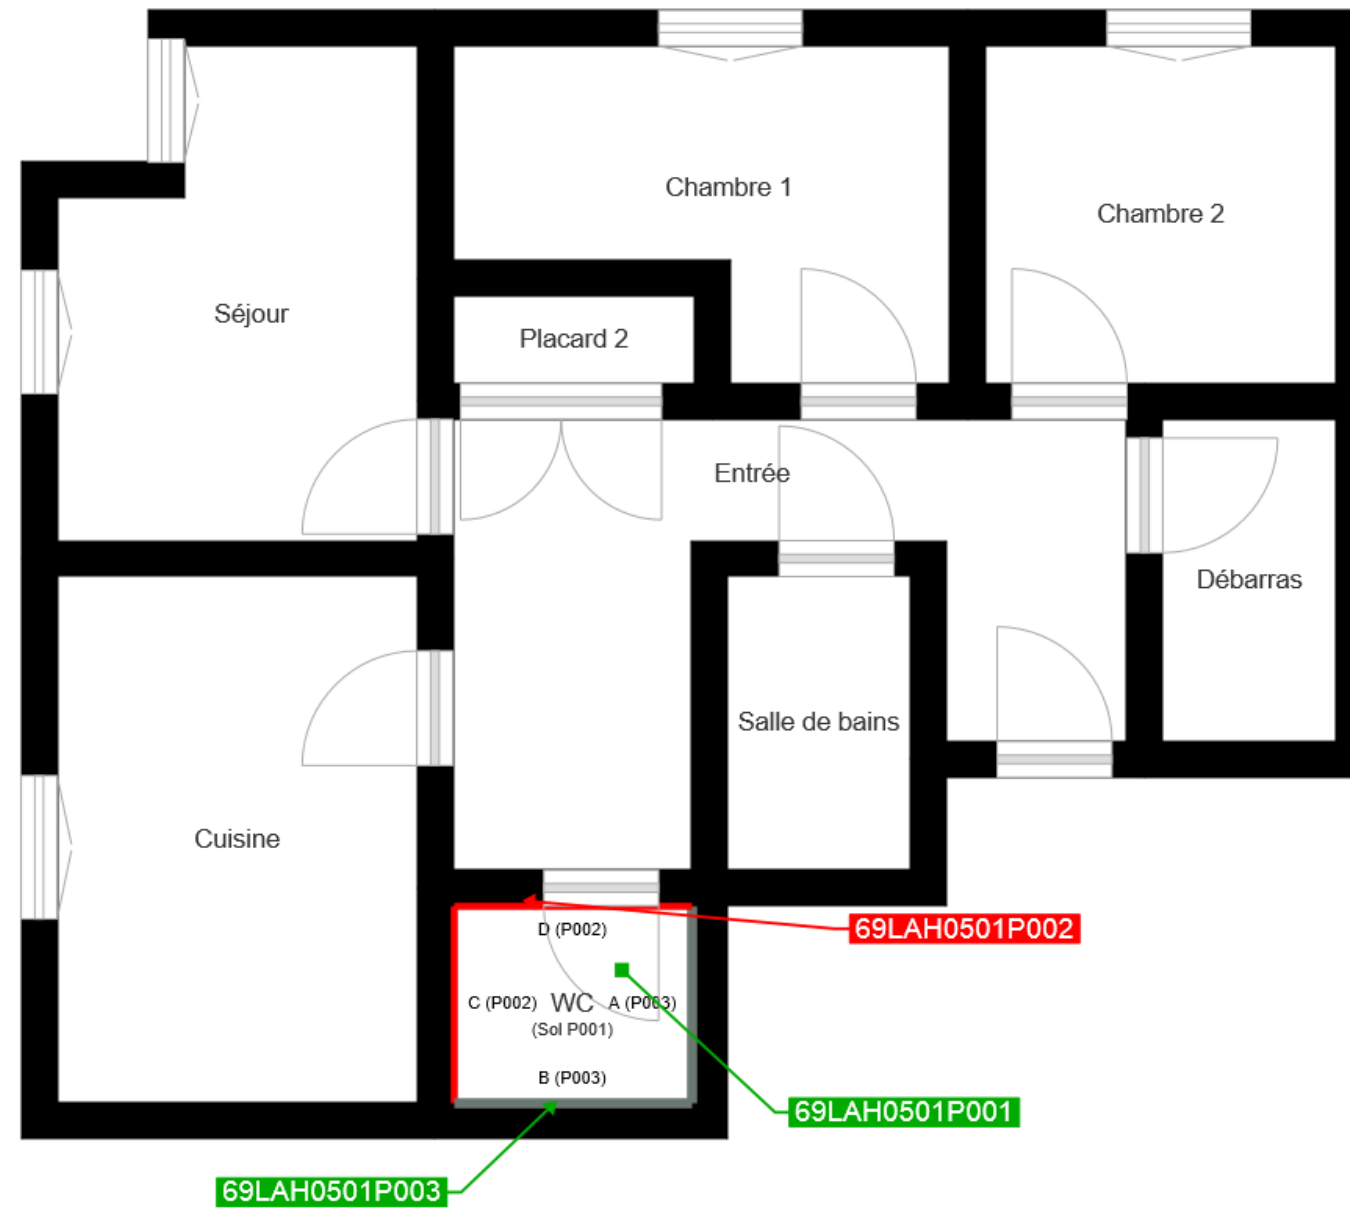 Chambre 1
Chambre 2
Séjour
Placard 2
Entrée
Débarras
Salle de bains
Cuisine
69LAH0501P002
D (P002)
C (P002) WC A (P003)
(Sol P001)
B (P003)
69LAH0501P001
69LAH0501P003